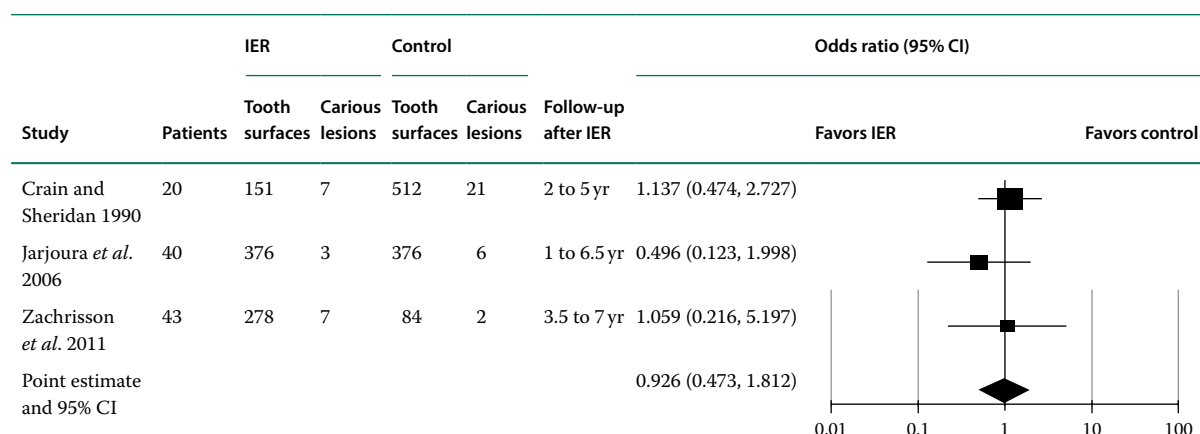 IER Control Odds ratio (95% CI)
Tooth Carious Tooth Carious Follow-up
Study Patients surfaces lesions surfaces lesions after IER Favors IER Favors control
Crain and 20 151 7 512 21 2 to 5 yr 1.137 (0.474, 2.727)
Sheridan 1990
Jarjoura et al. 40 376 3 376 6 1 to 6.5 yr 0.496 (0.123, 1.998)
2006
Zachrisson 43 278 7 84 2 3.5 to 7 yr 1.059 (0.216, 5.197)
et al. 2011
Point estimate 0.926 (0.473, 1.812)
and 95% CI
0.01 0.1 1 10 100